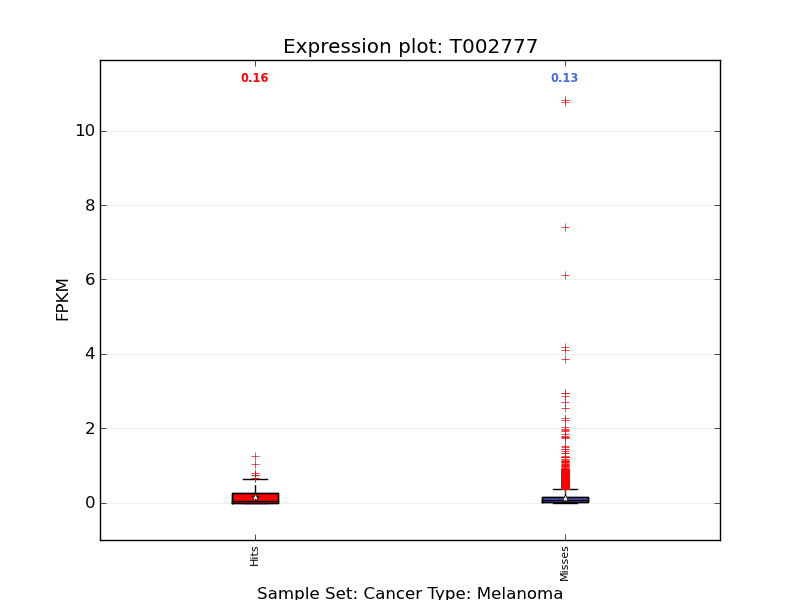 Expression plot: T002777
0.16
0.13
10
8
6
4
2
0
FPKM
Hits
Misses
Sample Set: Cancer Type: Melanoma